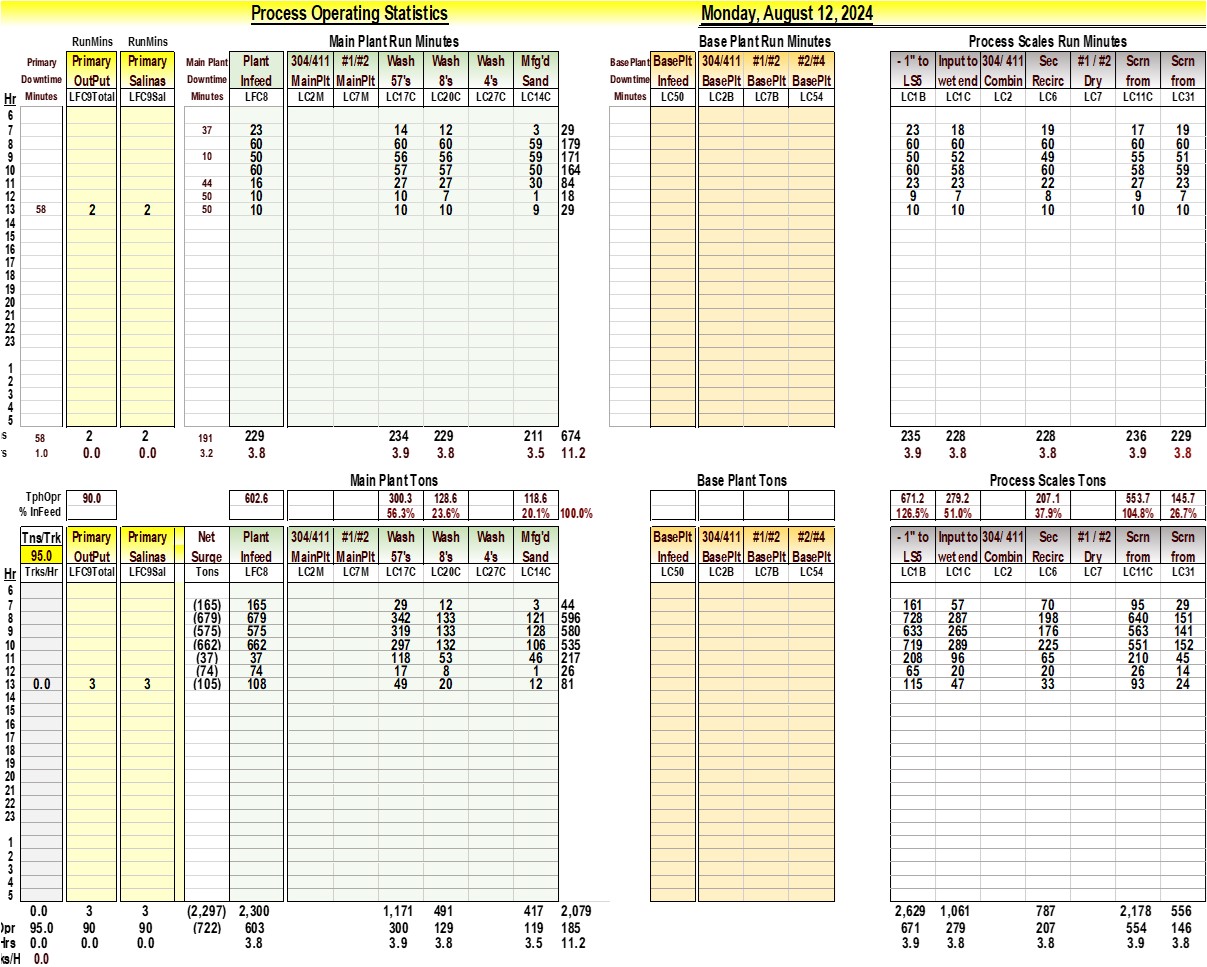 Process Operating Statistics Monday, August 12, 2024
RunMins RunMins Main Plant Run Minutes Base Plant Run Minutes Process Scales Run Minutes
Primary Primary Primary Main Plant Plant 304/411 #1/#2 Wash Wash Wash Mfg'd BasePlant BasePlt 304/411 #1/#2 #2/#4 - 1" to Input to 304/ 411 Sec #1 / #2 Scrn Scrn
Downtime OutPut Salinas Downtime Infeed MainPlt MainPlt 57's 8's 4's Sand Downtime Infeed BasePlt BasePlt BasePlt LS5 wet end Combin Recirc Dry from from
Hr Minutes LFC9Total LFC9Sal Minutes LFC8 LC2M LC7M LC17C LC20C LC27C LC14C Minutes LC50 LC2B LC7B LC54 LC1B LC1C LC2 LC6 LC7 LC11C LC31
6
7 37 23 14 12 3 29 23 18 19 17 19
8 60 60 60 59 179 60 60 60 60 60
9 10 50 56 56 59 171 50 52 49 55 51
10 60 57 57 50 164 60 58 60 58 59
11 44 16 27 27 30 84 23 23 22 27 23
12 50 10 10 7 1 18 9 7 8 9 7
13 58 2 2 50 10 10 10 9 29 10 10 10 10 10
14
15
16
17
18
19
20
21
22
23
1
2
3
4
5
s 58 2 2 191 229 234 229 211 674 235 228 228 236 229
's 1.0 0.0 0.0 3.2 3.8 3.9 3.8 3.5 11.2 3.9 3.8 3.8 3.9 3.8
Main Plant Tons Base Plant Tons Process Scales Tons
TphOpr 90.0 602.6 300.3 128.6 118.6 671.2 279.2 207.1 553.7 145.7
% InFeed 56.3% 23.6% 20.1% 100.0% 126.5% 51.0% 37.9% 104.8% 26.7%
Tns/Trk Primary Primary Net Plant 304/411 #1/#2 Wash Wash Wash Mfg'd BasePlt 304/411 #1/#2 #2/#4 - 1" to Input to 304/ 411 Sec #1 / #2 Scrn Scrn
95.0 OutPut Salinas Surge Infeed MainPlt MainPlt 57's 8's 4's Sand Infeed BasePlt BasePlt BasePlt LS5 wet end Combin Recirc Dry from from
Hr Trks/Hr LFC9Total LFC9Sal Tons LFC8 LC2M LC7M LC17C LC20C LC27C LC14C LC50 LC2B LC7B LC54 LC1B LC1C LC2 LC6 LC7 LC11C LC31
6
7 (165) 165 29 12 3 44 161 57 70 95 29
8 (679) 679 342 133 121 596 728 287 198 640 151
9 (575) 575 319 133 128 580 633 265 176 563 141
10 (662) 662 297 132 106 535 719 289 225 551 152
11 (37) 37 118 53 46 217 208 96 65 210 45
12 (74) 74 17 8 1 26 65 20 20 26 14
13 0.0 3 3 (105) 108 49 20 12 81 115 47 33 93 24
14
15
16
17
18
19
20
21
22
23
1
2
3
4
5
0.0 3 3 (2,297) 2,300 1,171 491 417 2,079 2,629 1,061 787 2,178 556
Opr 95.0 90 90 (722) 603 300 129 119 185 671 279 207 554 146
Hrs 0.0 0.0 0.0 3.8 3.9 3.8 3.5 11.2 3.9 3.8 3.8 3.9 3.8
ks/H 0.0